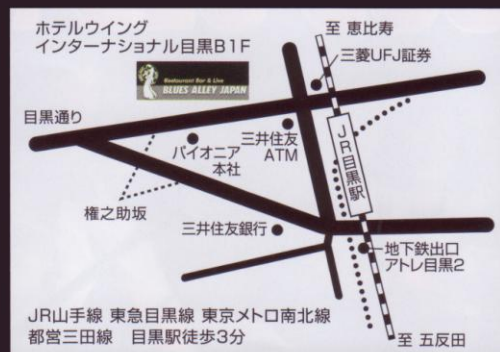 ホテルウイング
インターナショナル目黒B1F
至 恵比寿
三菱UFJ証券
Restaurant Bar & Live
BLUES ALLEY JAPAN
目黒通り
パイオニア
本社
三井住友
ATM
JR目黒駅
権之助坂
三井住友銀行
地下鉄出口
アトレ目黒2
JR山手線 東急目黒線 東京メトロ南北線
都営三田線 目黒駅徒歩3分
至 五反田